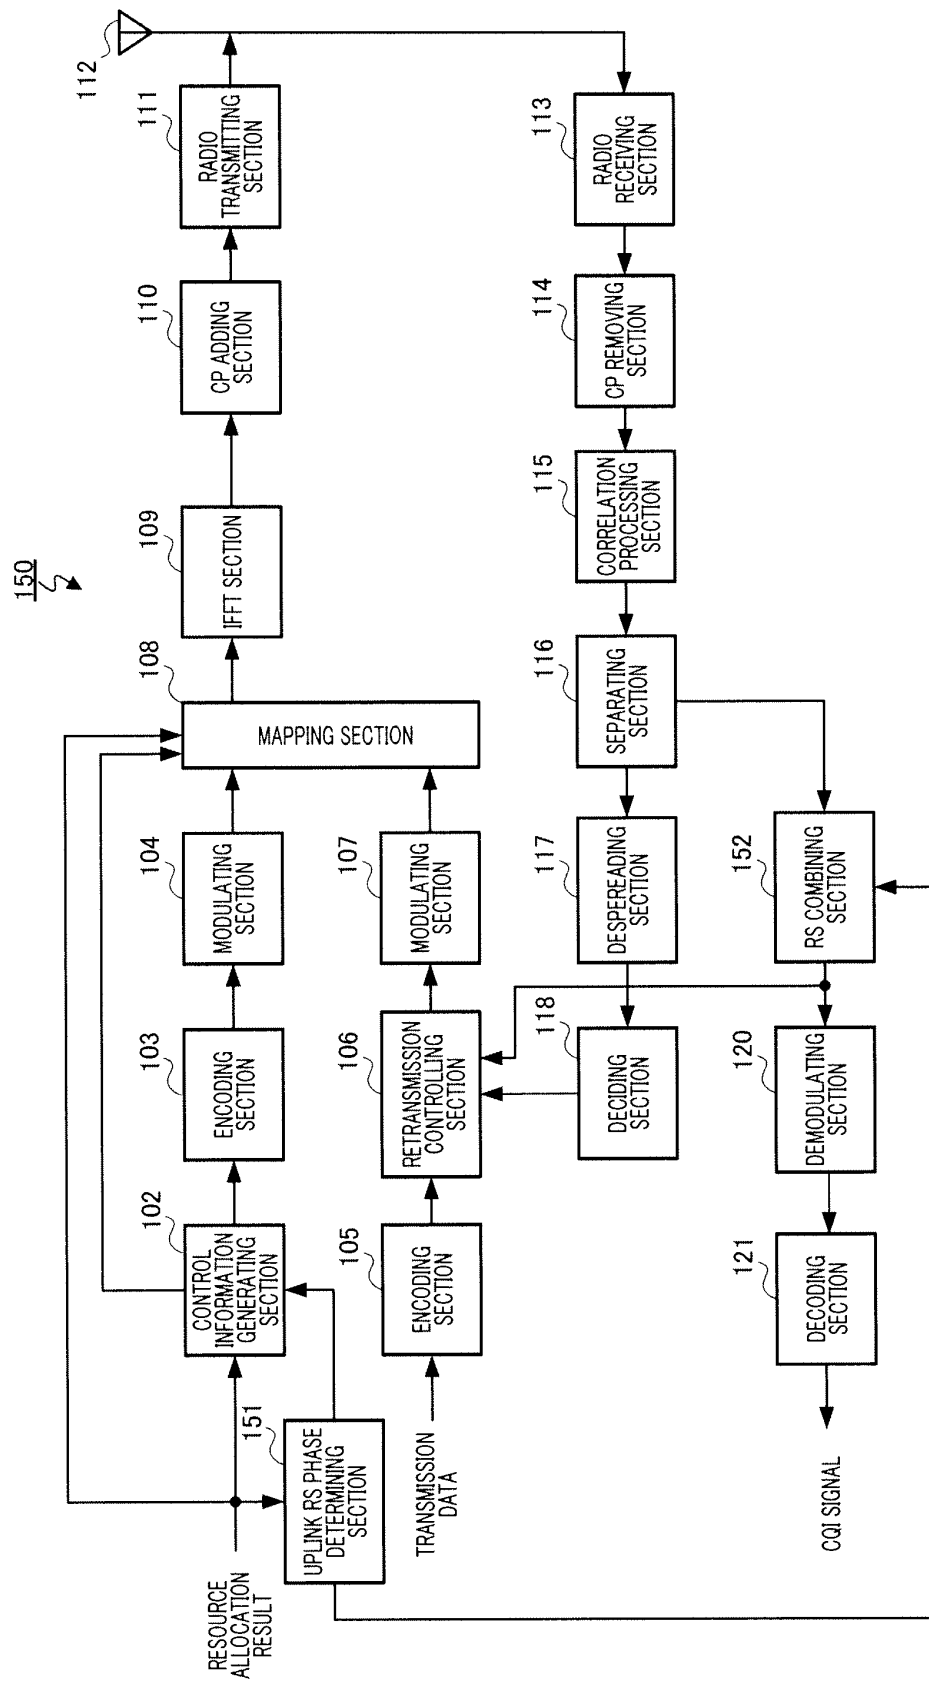 150
RESOURCE
ALLOCATION
RESULT
151
UPLINK RS PHASE
DETERMINING
SECTION
102
CONTROL
INFORMATION
GENERATING
SECTION
103
ENCODING
SECTION
104
MODULATING
SECTION
108
MAPPING SECTION
109
IFFT SECTION
110
CP ADDING
SECTION
111
RADIO
TRANSMITTING
SECTION
112
TRANSMISSION
DATA
105
ENCODING
SECTION
106
RETRANSMISSION
CONTROLLING
SECTION
107
MODULATING
SECTION
113
RADIO
RECEIVING
SECTION
114
CP REMOVING
SECTION
115
CORRELATION
PROCESSING
SECTION
116
SEPARATING
SECTION
117
DESPEREADING
SECTION
118
DECIDING
SECTION
152
RS COMBINING
SECTION
120
DEMODULATING
SECTION
121
DECODING
SECTION
CQI SIGNAL